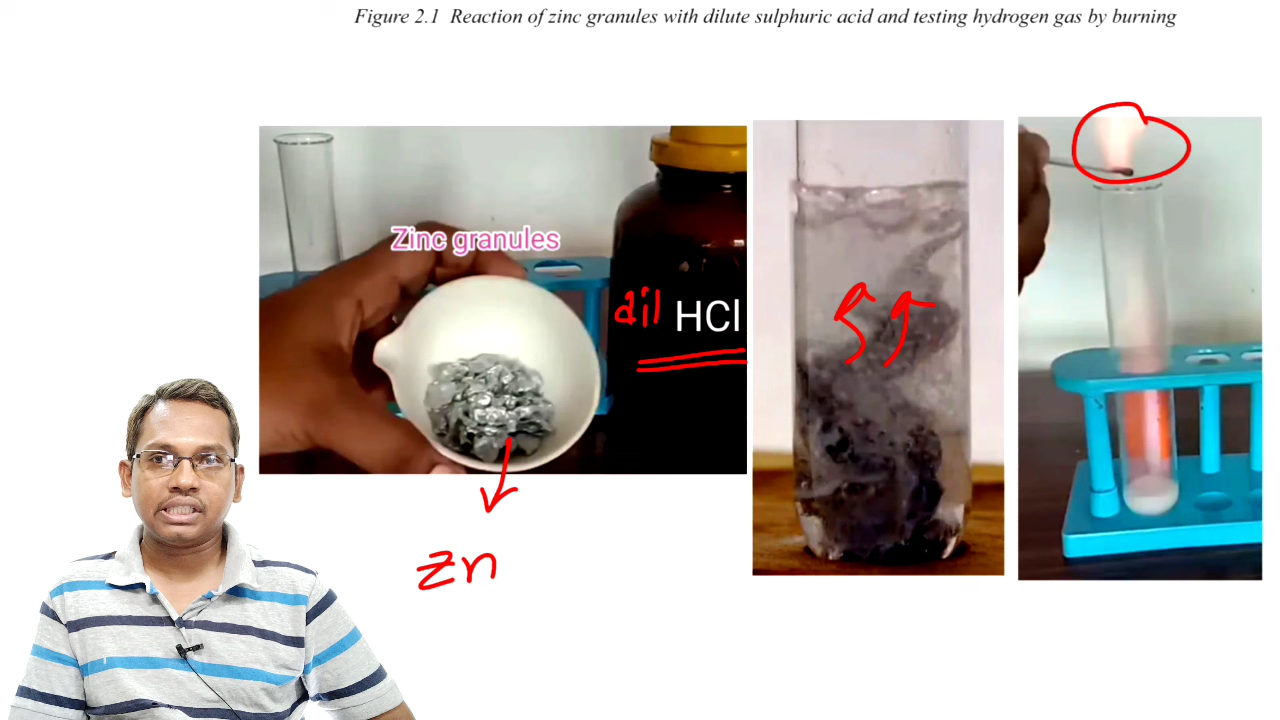 Figure 2.1 Reaction of zinc granules with dilute sulphuric acid and testing hydrogen gas by burning
Zinc granules
dil HCl
Zn